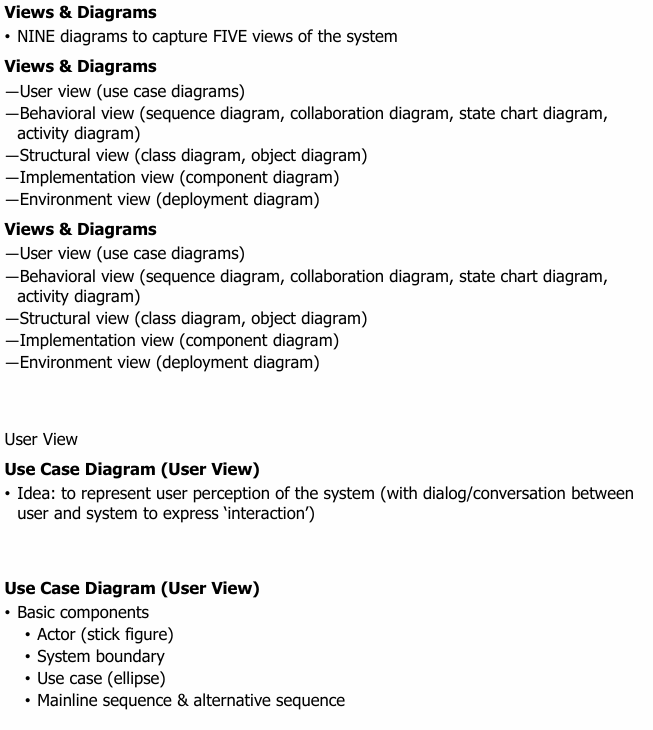 Views & Diagrams
• NINE diagrams to capture FIVE views of the system
Views & Diagrams
—User view (use case diagrams)
—Behavioral view (sequence diagram, collaboration diagram, state chart diagram,
activity diagram)
—Structural view (class diagram, object diagram)
—Implementation view (component diagram)
—Environment view (deployment diagram)
Views & Diagrams
—User view (use case diagrams)
—Behavioral view (sequence diagram, collaboration diagram, state chart diagram,
activity diagram)
—Structural view (class diagram, object diagram)
—Implementation view (component diagram)
—Environment view (deployment diagram)
User View
Use Case Diagram (User View)
• Idea: to represent user perception of the system (with dialog/conversation between
user and system to express ‘interaction’)
Use Case Diagram (User View)
• Basic components
• Actor (stick figure)
• System boundary
• Use case (ellipse)
• Mainline sequence & alternative sequence